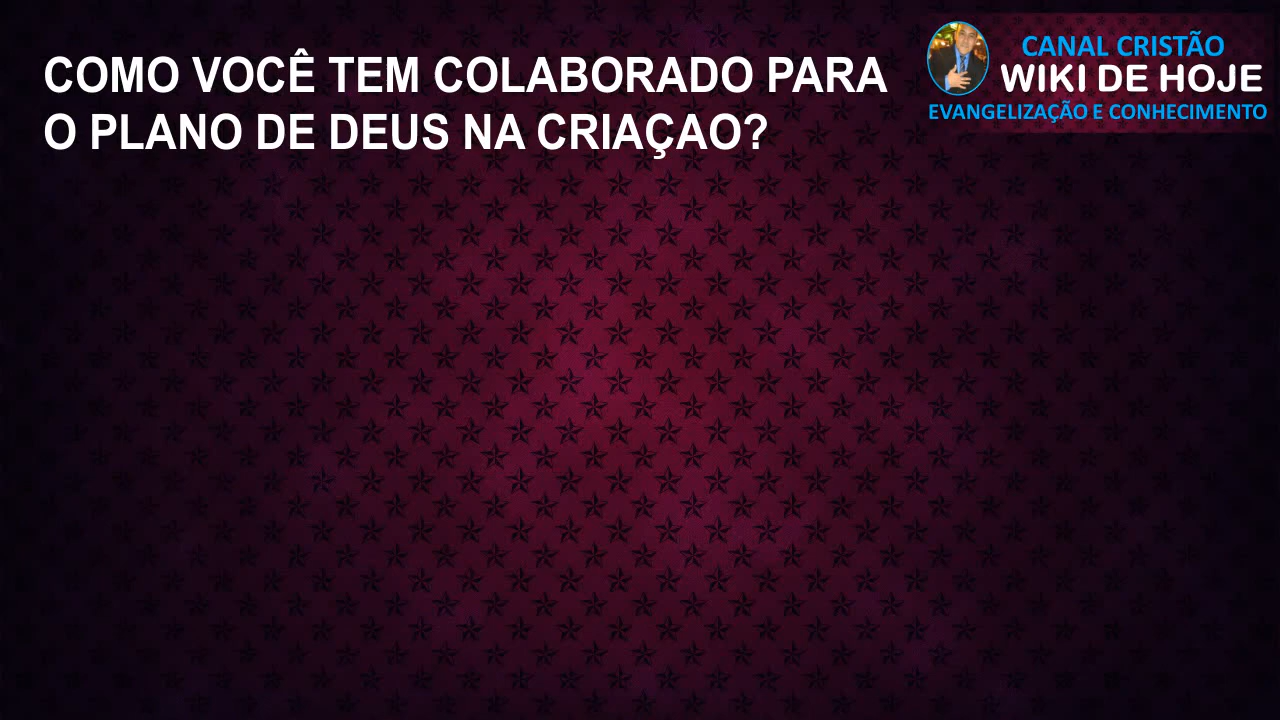 COMO VOCÊ TEM COLABORADO PARA
O PLANO DE DEUS NA CRIAÇAO?
CANAL CRISTÃO
WIKI DE HOJE
EVANGELIZAÇÃO E CONHECIMENTO